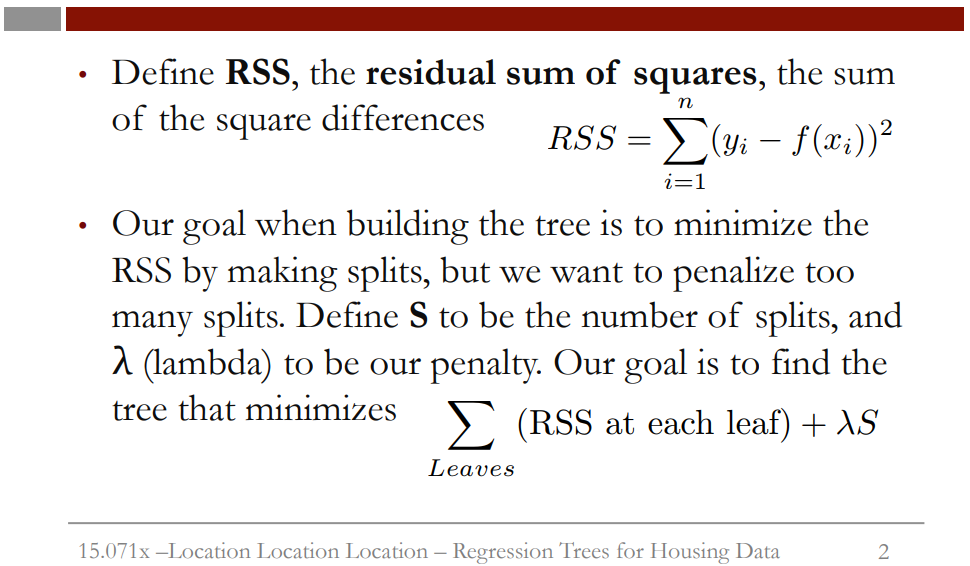 • Define RSS, the residual sum of squares, the sum
of the square differences
RSS = \sum_{i=1}^{n} (y_i − f(x_i))^2
• Our goal when building the tree is to minimize the
RSS by making splits, but we want to penalize too
many splits. Define S to be the number of splits, and
λ (lambda) to be our penalty. Our goal is to find the
tree that minimizes
\sum_{Leaves} (RSS at each leaf) + λS
15.071x –Location Location Location – Regression Trees for Housing Data 2